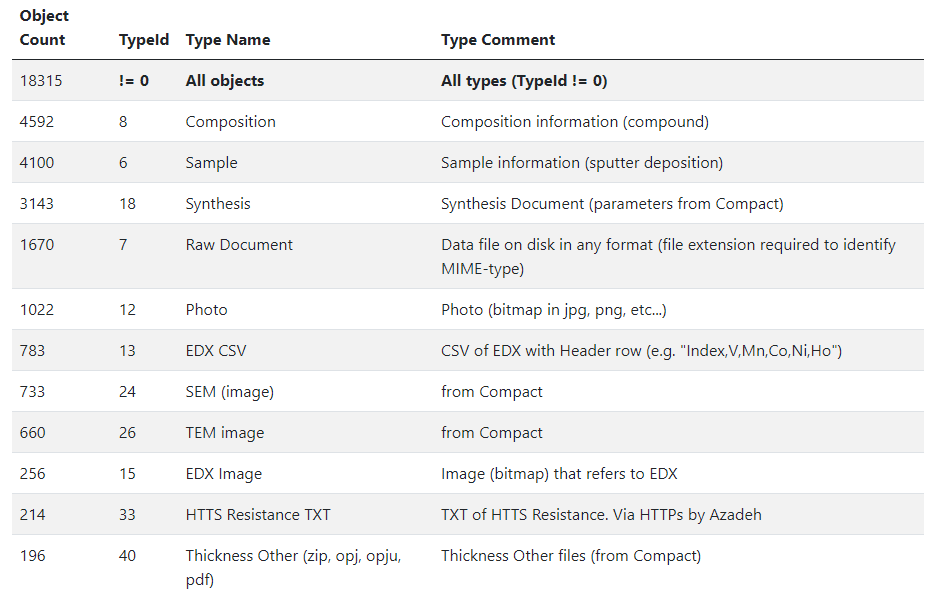 Object
Count TypeId Type Name Type Comment
18315 != 0 All objects All types (TypeId != 0)
4592 8 Composition Composition information (compound)
4100 6 Sample Sample information (sputter deposition)
3143 18 Synthesis Synthesis Document (parameters from Compact)
1670 7 Raw Document Data file on disk in any format (file extension required to identify
MIME-type)
1022 12 Photo Photo (bitmap in jpg, png, etc...)
783 13 EDX CSV CSV of EDX with Header row (e.g. "Index,V,Mn,Co,Ni,Ho")
733 24 SEM (image) from Compact
660 26 TEM image from Compact
256 15 EDX Image Image (bitmap) that refers to EDX
214 33 HTTS Resistance TXT TXT of HTTS Resistance. Via HTTPs by Azadeh
196 40 Thickness Other (zip, opj, opju, Thickness Other files (from Compact)
pdf)